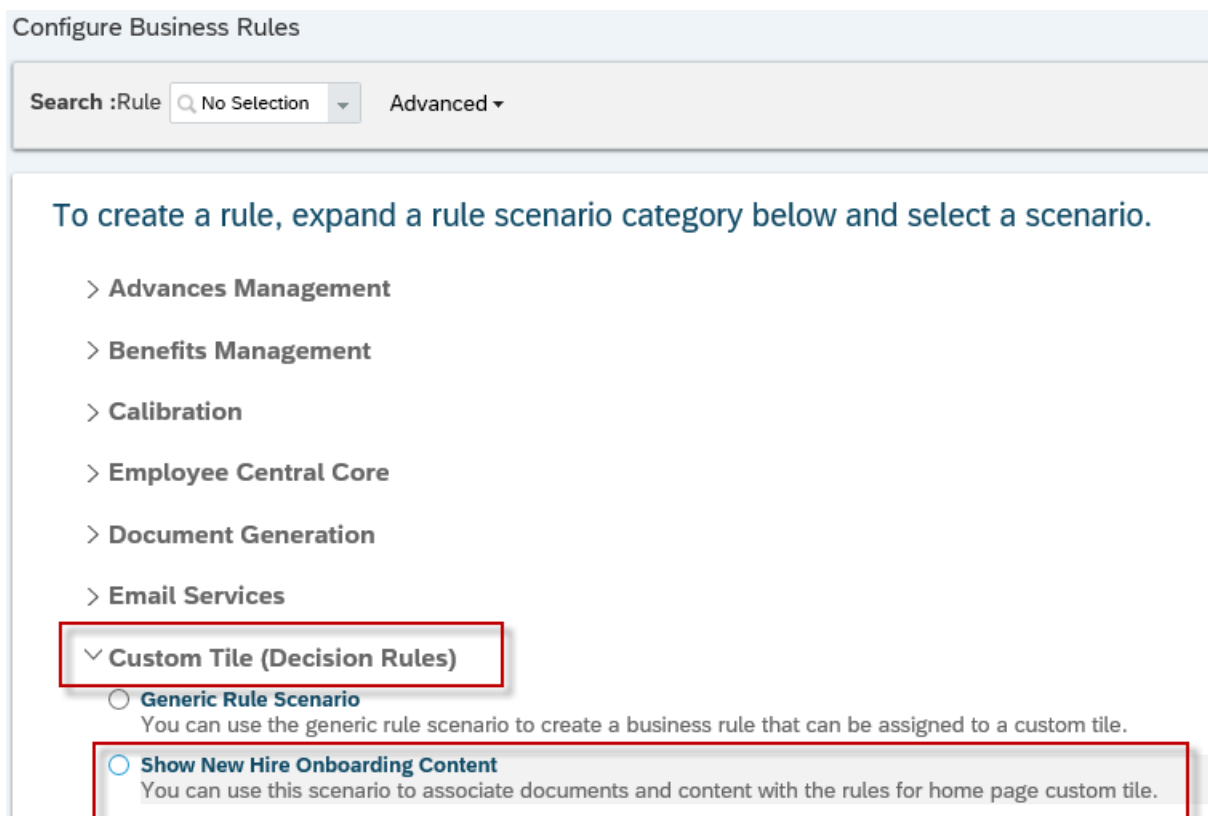 Configure Business Rules
Search :Rule No Selection Advanced
To create a rule, expand a rule scenario category below and select a scenario.
Advances Management
Benefits Management
Calibration
Employee Central Core
Document Generation
Email Services
Custom Tile (Decision Rules)
Generic Rule Scenario
You can use the generic rule scenario to create a business rule that can be assigned to a custom tile.
Show New Hire Onboarding Content
You can use this scenario to associate documents and content with the rules for home page custom tile.